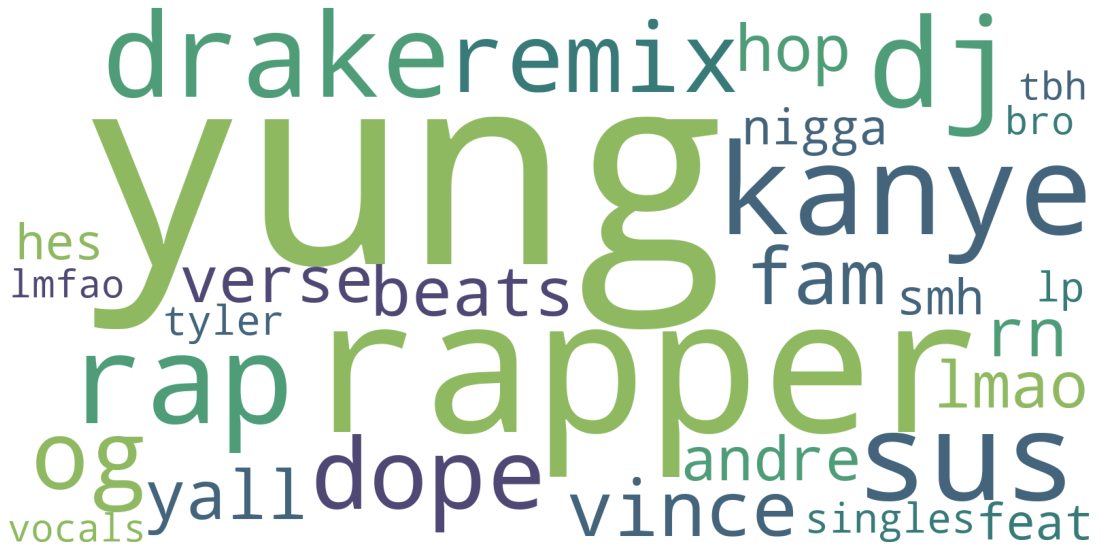 drake remix hop dj
tbh
bro
yung
nigga
kanye
hes
lmfao
verse beats fam smh lp
tyler
rapper
rn
rap
lmao
og
dope
andre sus
yall
vince
vocals
singles feat